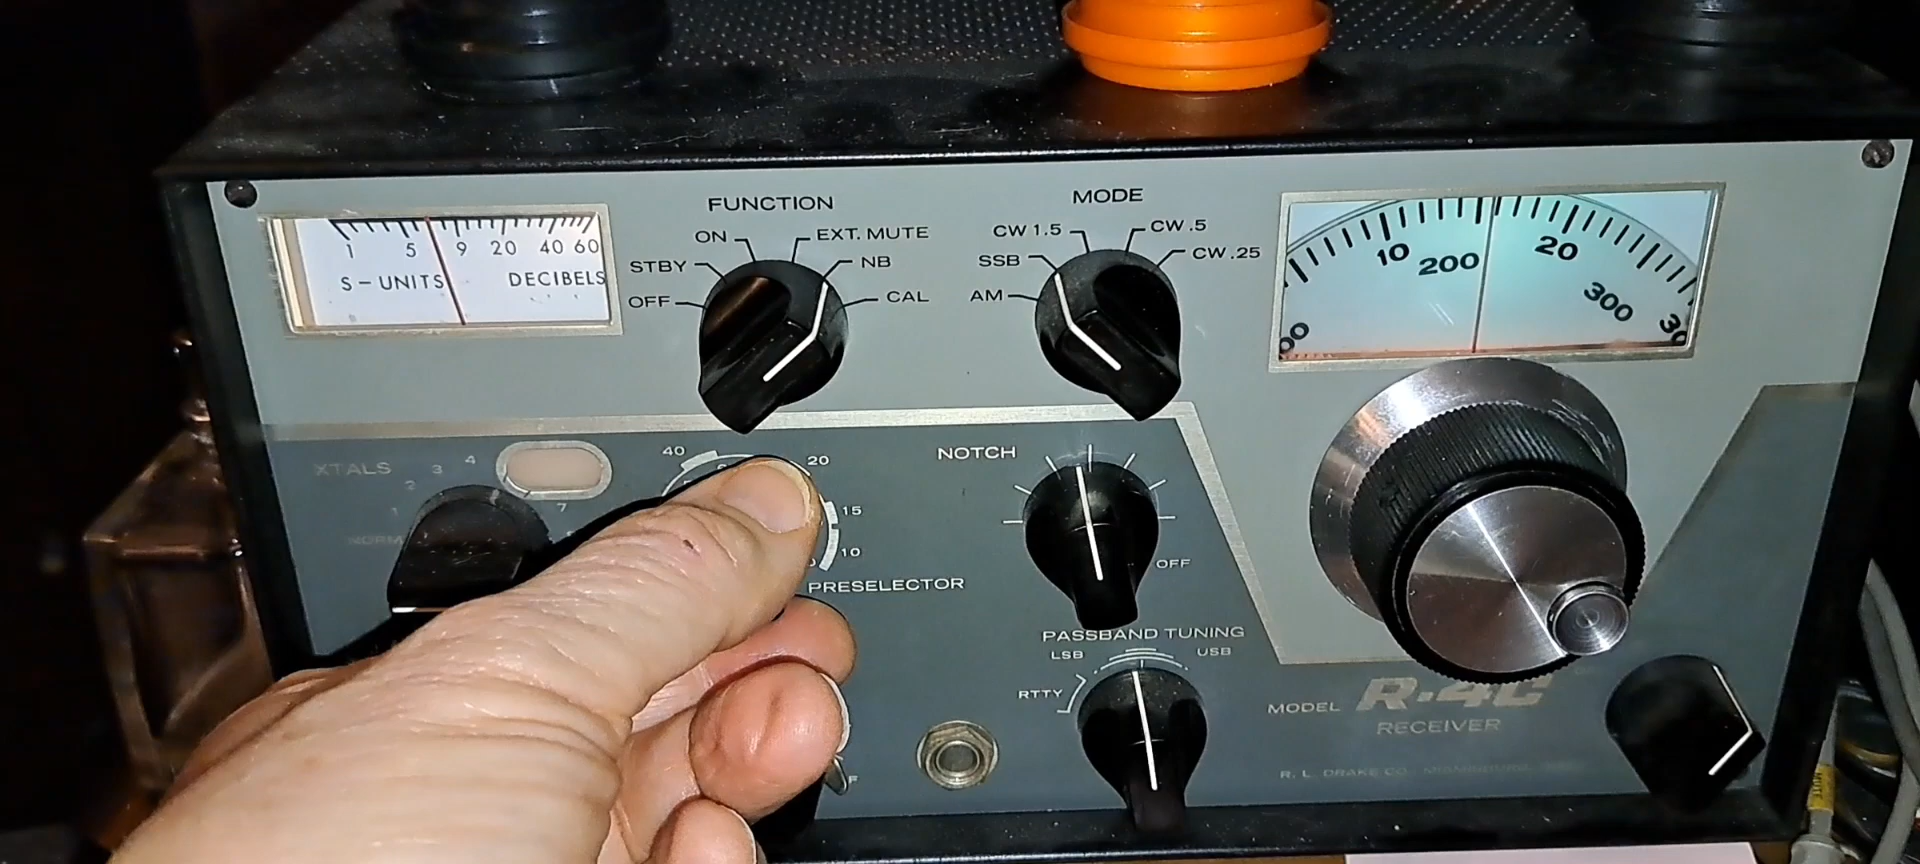 FUNCTION
OFF
STBY
ON
EXT. MUTE
NB
CAL
MODE
AM
SSB
CW 1.5
CW .5
CW .25
1 5 9 20 40 60
S-UNITS DECIBELS
10 20
200 300
XTALS
NORM
1 2 3 4
7
40 20
15
10
PRESELECTOR
NOTCH
OFF
PASSBAND TUNING
LSB USB
RTTY
MODEL R-4C
RECEIVER
R. L. DRAKE CO.